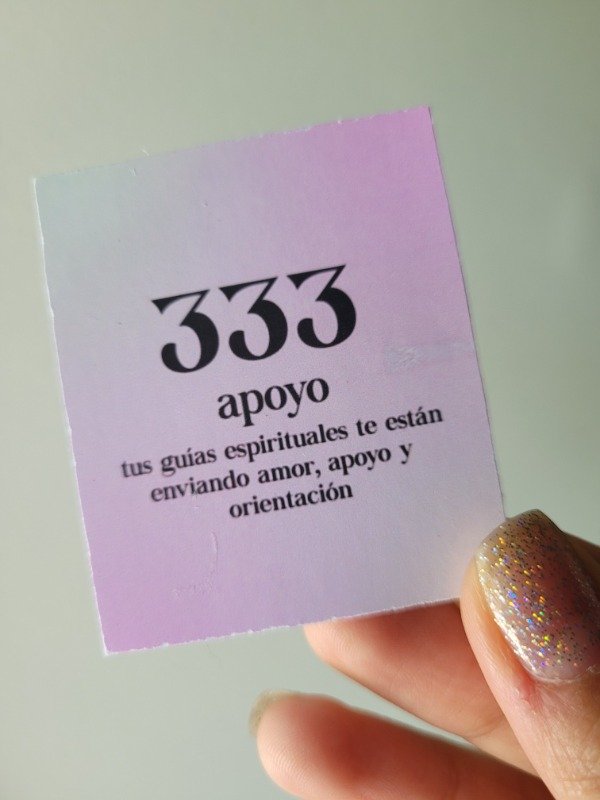 333
apoyo
tus guías espirituales te están
enviando amor, apoyo y
orientación